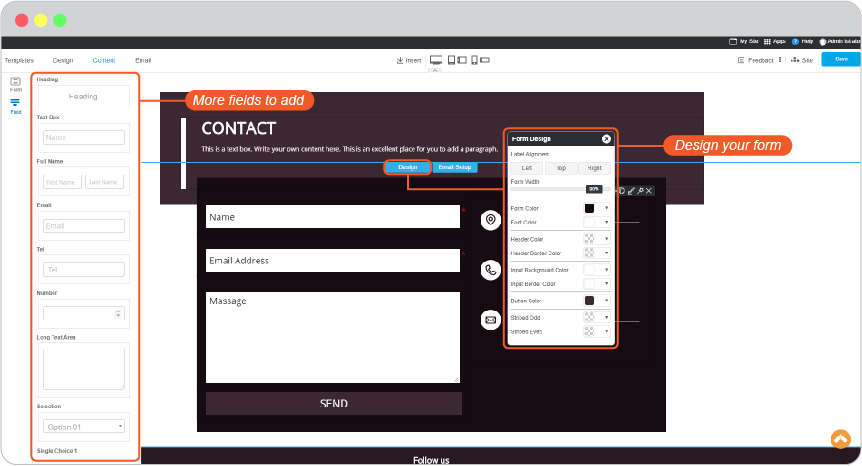 My Site Apps ? Help Admin
Templates Design Content Email Insert Feedback Site Save
Form
Field
Heading
Heading
Text Box
Name
Full Name
First Name Last Name
Email
Email
Tel
Tel
Number
Long Text Area
Selection
Option 01
Single Choice 1
More fields to add
CONTACT
This is a text box. Write your own content here. This is an excellent place for you to add a paragraph.
Design Email Setup
Name *
Email Address *
Massage
SEND
Follow us
Form Design
Label Alignment
Left Top Right
Form Width
Form Color
Font Color
Header Color
Header Border Color
Input Background Color
Input Border Color
Button Color
Striped Odd
Striped Even
Design your form